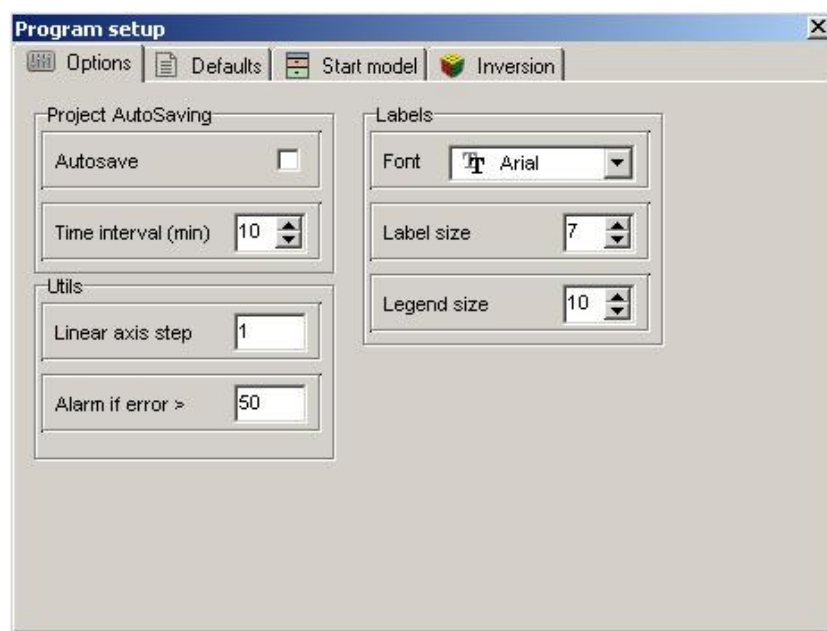 Program setup
Options
Defaults
Start model
Inversion
Project AutoSaving
Autosave
Time interval (min) 10
Utils
Linear axis step 1
Alarm if error > 50
Labels
Font Arial
Label size 7
Legend size 10